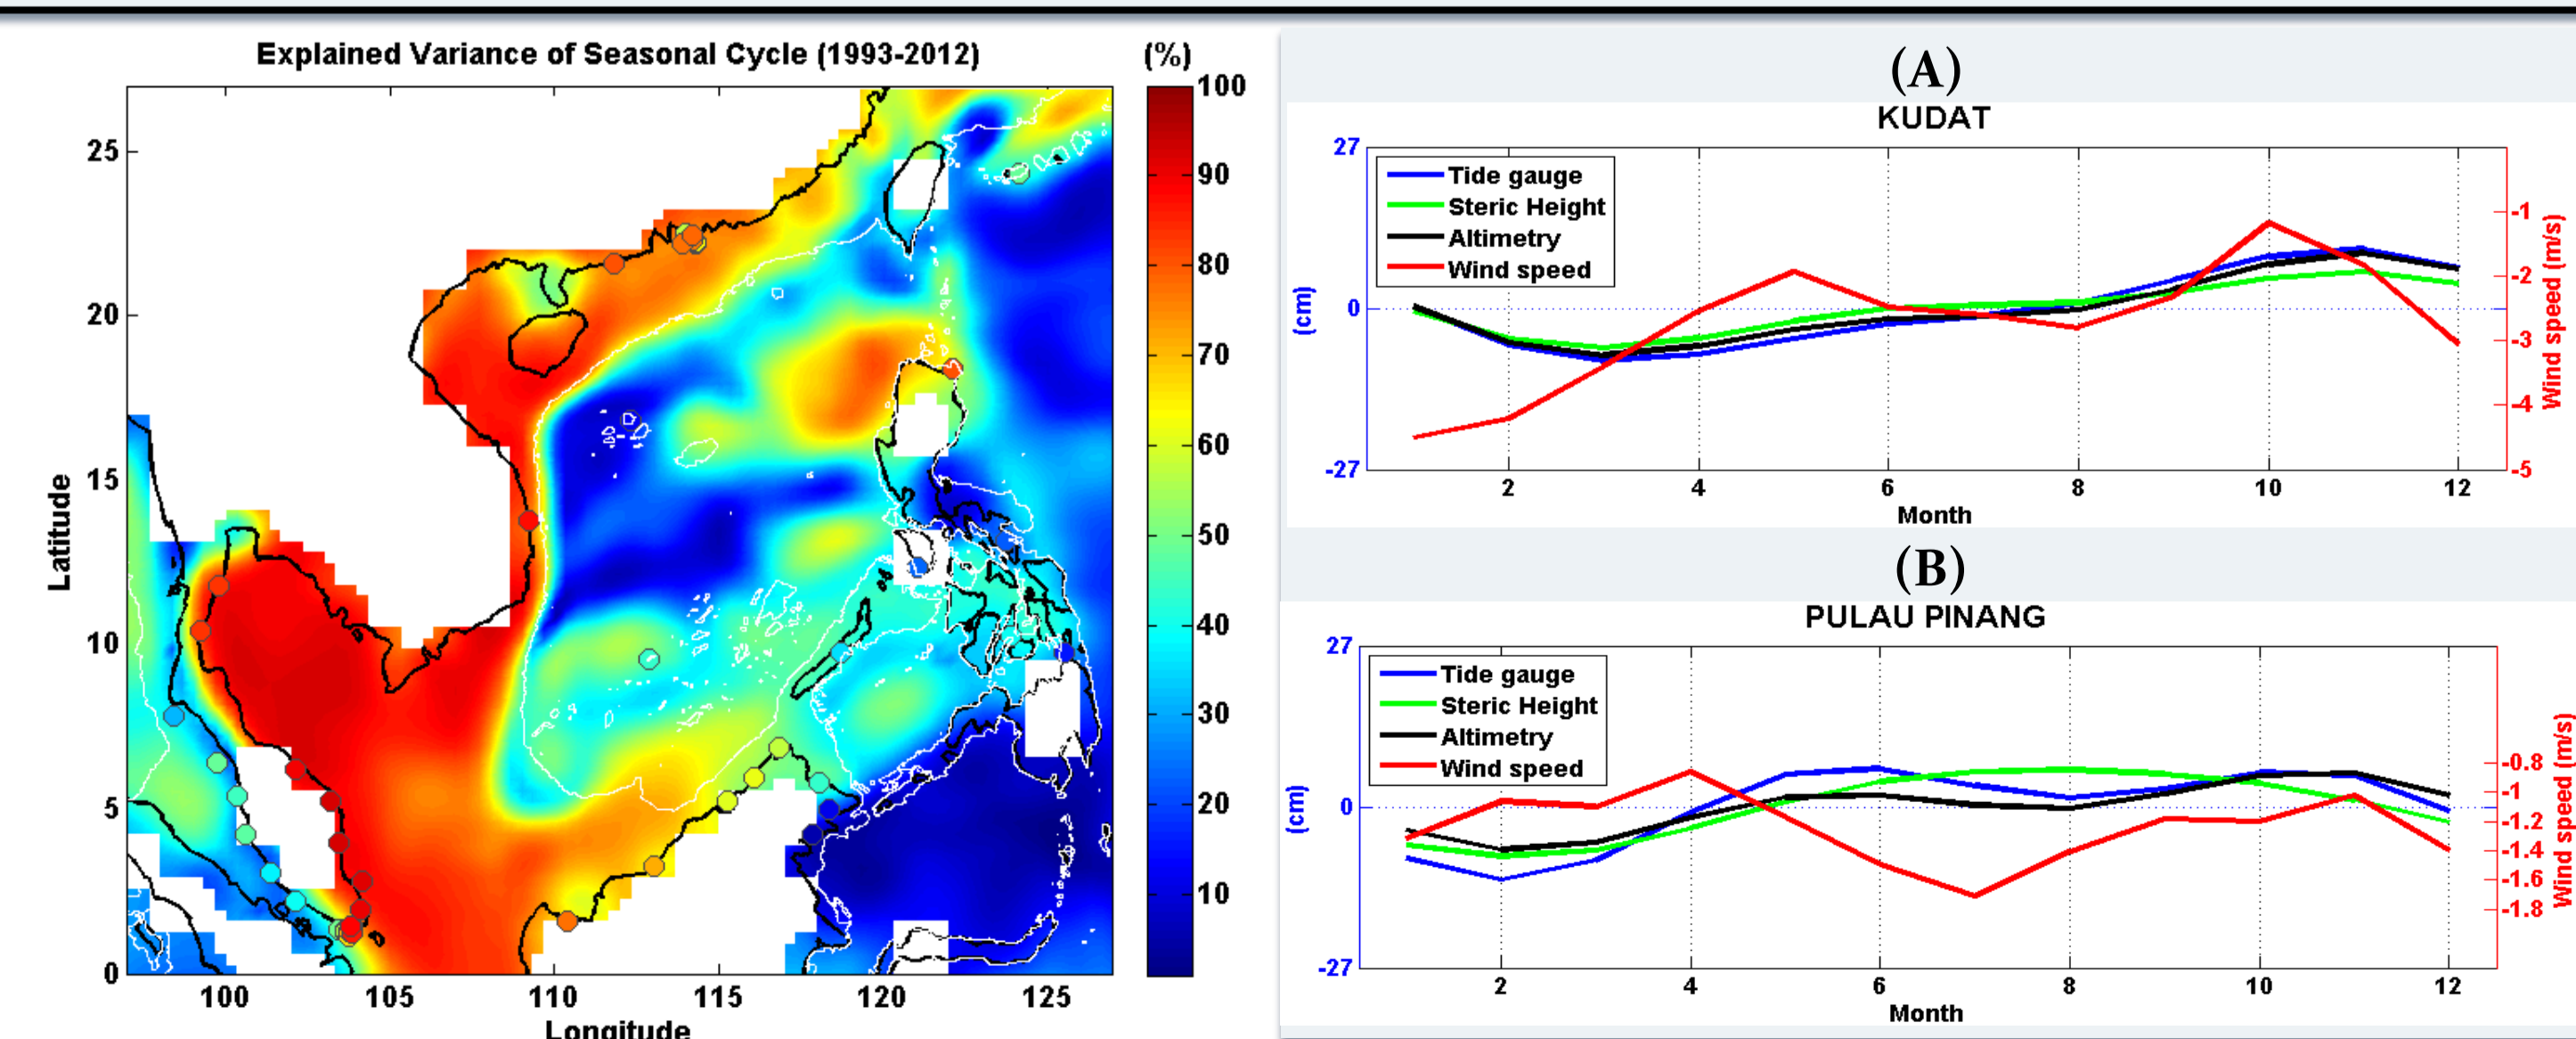 Explained Variance of Seasonal Cycle (1993-2012)
(%)
100
90
80
70
60
50
40
30
20
10
Latitude
25
20
15
10
5
0
100 105 110 115 120 125
Longitude
(A)
KUDAT
27
0
-27
(cm)
Tide gauge
Steric Height
Altimetry
Wind speed
-1
-2
-3
-4
-5
Wind speed (m/s)
2 4 6 8 10 12
Month
(B)
PULAU PINANG
27
0
-27
(cm)
Tide gauge
Steric Height
Altimetry
Wind speed
-0.8
-1
-1.2
-1.4
-1.6
-1.8
Wind speed (m/s)
2 4 6 8 10 12
Month